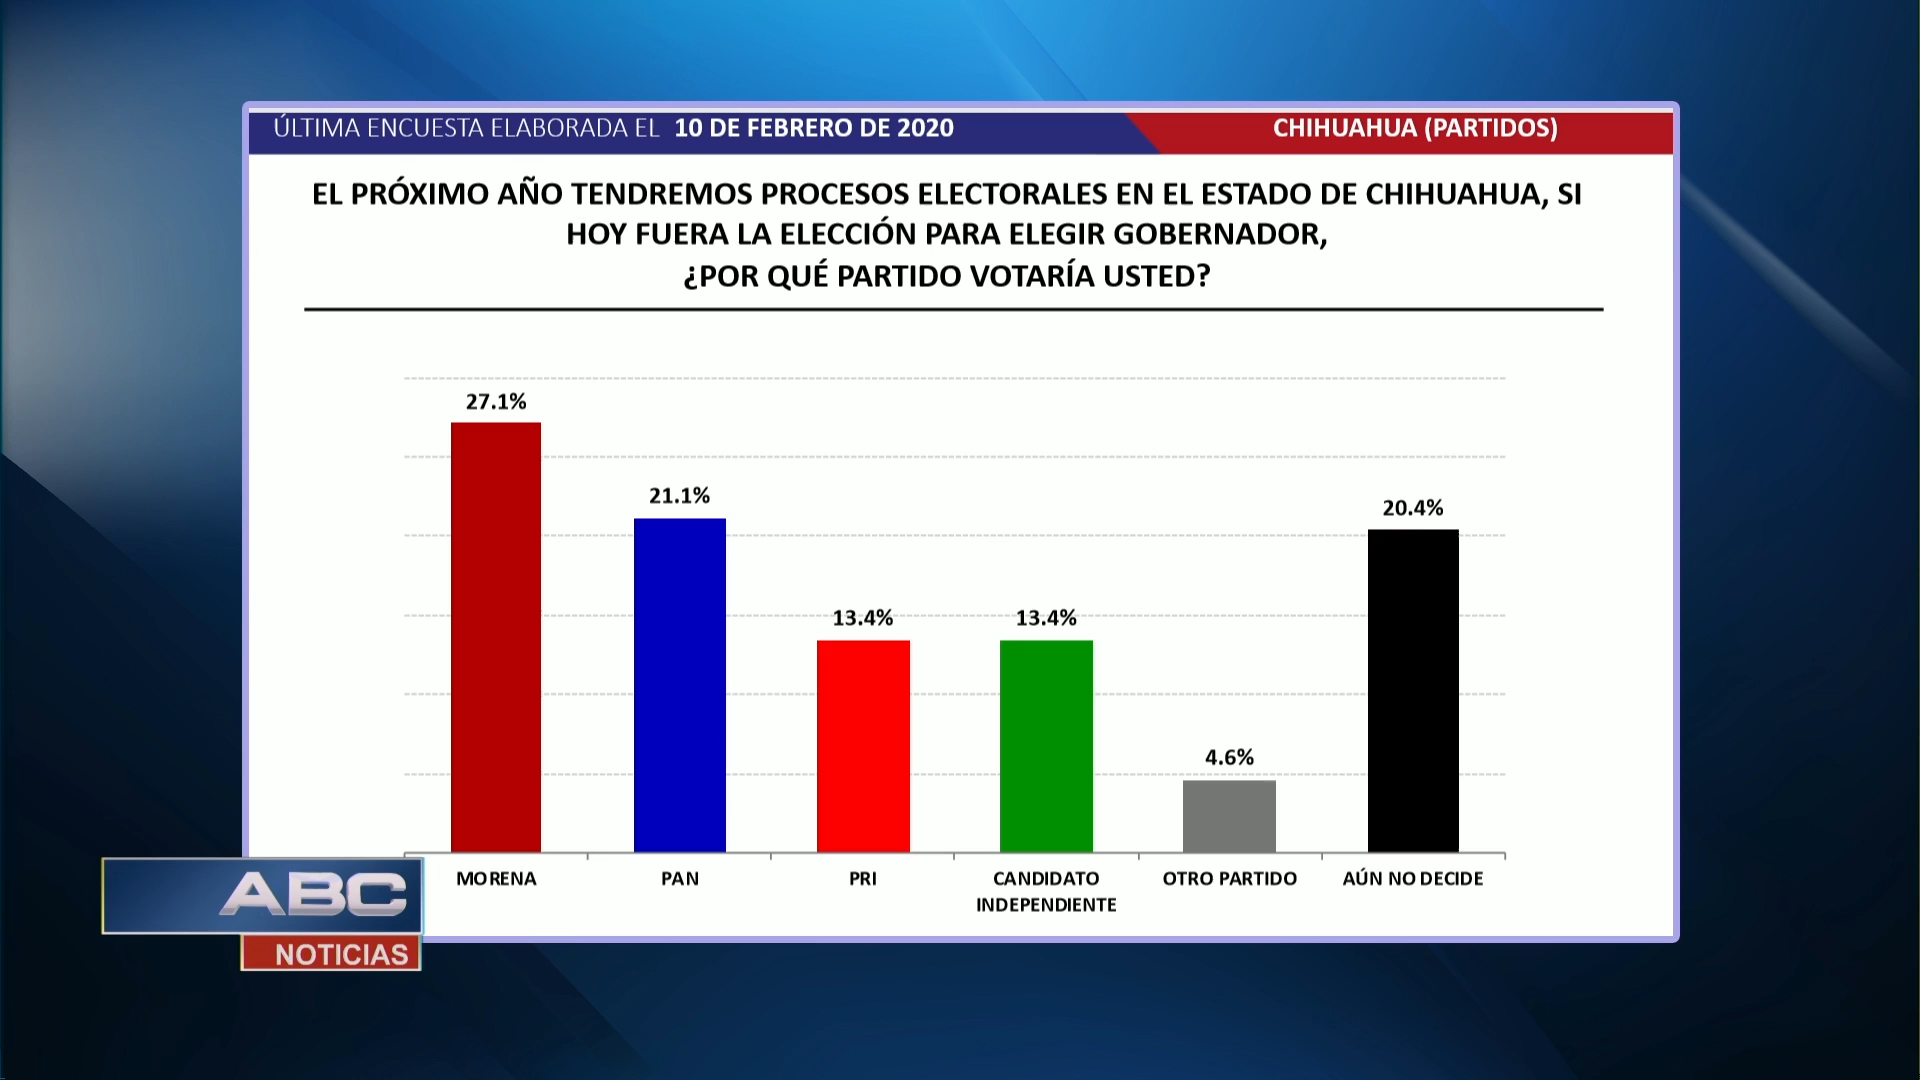 ÚLTIMA ENCUESTA ELABORADA EL 10 DE FEBRERO DE 2020
CHIHUAHUA (PARTIDOS)
EL PRÓXIMO AÑO TENDREMOS PROCESOS ELECTORALES EN EL ESTADO DE CHIHUAHUA, SI
HOY FUERA LA ELECCIÓN PARA ELEGIR GOBERNADOR,
¿POR QUÉ PARTIDO VOTARÍA USTED?
27.1%
21.1%
13.4%
13.4%
4.6%
20.4%
MORENA
PAN
PRI
CANDIDATO
INDEPENDIENTE
OTRO PARTIDO
AÚN NO DECIDE
ABC
NOTICIAS